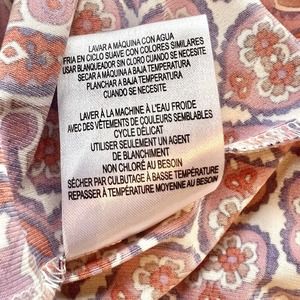 LAVAR A MÁQUINA CON AGUA
FRIA EN CICLO SUAVE CON COLORES SIMILARES
USAR BLANQUEADOR SIN CLORO CUANDO SE NECESITE
SECAR A MÁQUINA A BAJA TEMPERATURA
PLANCHAR A BAJA TEMPERATURA
CUANDO SE NECESITE
LAVER À LA MACHINE À L'EAU FROIDE
AVEC DES VÊTEMENTS DE COULEURS SEMBLABLES
CYCLE DÉLICAT
UTILISER SEULEMENT UN AGENT
DE BLANCHIMENT
NON CHLORÉ AU BESOIN
SÉCHER PAR CULBUTAGE À BASSE TEMPÉRATURE
REPASSER À TEMPÉRATURE MOYENNE AU BESOIN